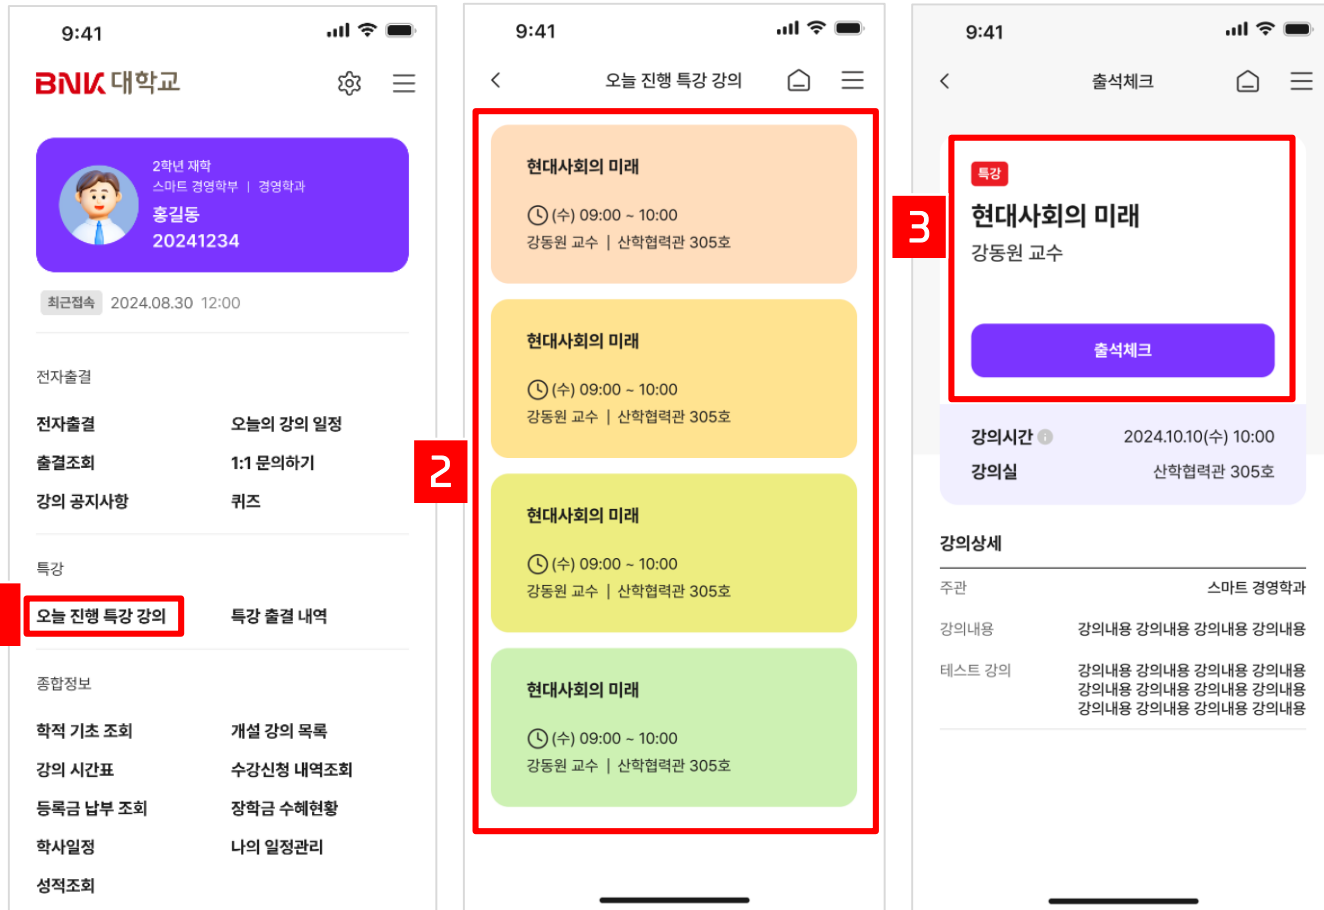 9:41
BNK 대학교
2학년 재학
스마트 경영학부 | 경영학과
홍길동
20241234
최근접속 2024.08.30 12:00
전자출결
전자출결 오늘의 강의 일정
출결조회 1:1 문의하기
강의 공지사항 퀴즈
특강
오늘 진행 특강 강의 특강 출결 내역
종합정보
학적 기초 조회 개설 강의 목록
강의 시간표 수강신청 내역조회
등록금 납부 조회 장학금 수혜현황
학사일정 나의 일정관리
성적조회
2
9:41
오늘 진행 특강 강의
현대사회의 미래
(수) 09:00 ~ 10:00
강동원 교수 | 산학협력관 305호
현대사회의 미래
(수) 09:00 ~ 10:00
강동원 교수 | 산학협력관 305호
현대사회의 미래
(수) 09:00 ~ 10:00
강동원 교수 | 산학협력관 305호
현대사회의 미래
(수) 09:00 ~ 10:00
강동원 교수 | 산학협력관 305호
3
9:41
출석체크
특강
현대사회의 미래
강동원 교수
출석체크
강의시간 2024.10.10(수) 10:00
강의실 산학협력관 305호
강의상세
주관 스마트 경영학과
강의내용 강의내용 강의내용 강의내용 강의내용
테스트 강의 강의내용 강의내용 강의내용 강의내용
강의내용 강의내용 강의내용 강의내용
강의내용 강의내용 강의내용 강의내용